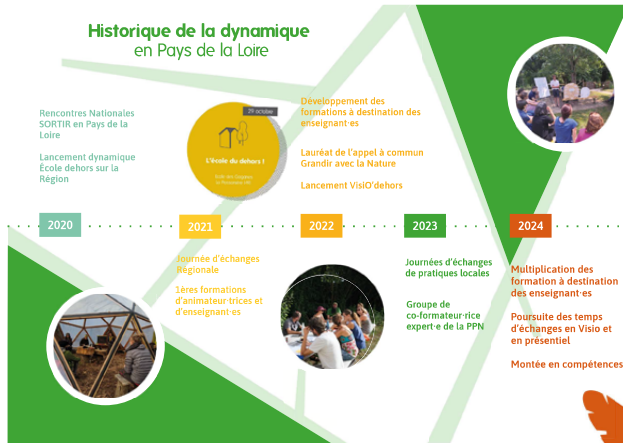 Historique de la dynamique
en Pays de la Loire
Rencontres Nationales
SORTIR en Pays de la
Loire
Lancement dynamique
École dehors sur la
Région
L'école du dehors !
Développement des
formations à destination des
enseignant·es
Lauréat de l'appel à commun
Grandir avec la Nature
Lancement VisiO'dehors
2020
2021
2022
2023
2024
Journée d'échanges
Régionale
1ères formations
d'animateur·trices et
d'enseignant·es
Journées d'échanges
de pratiques locales
Groupe de
co-formateur·rice
expert·e de la PPN
Multiplication des
formation à destination
des enseignant·es
Poursuite des temps
d'échanges en Visio et
en présentiel
Montée en compétences